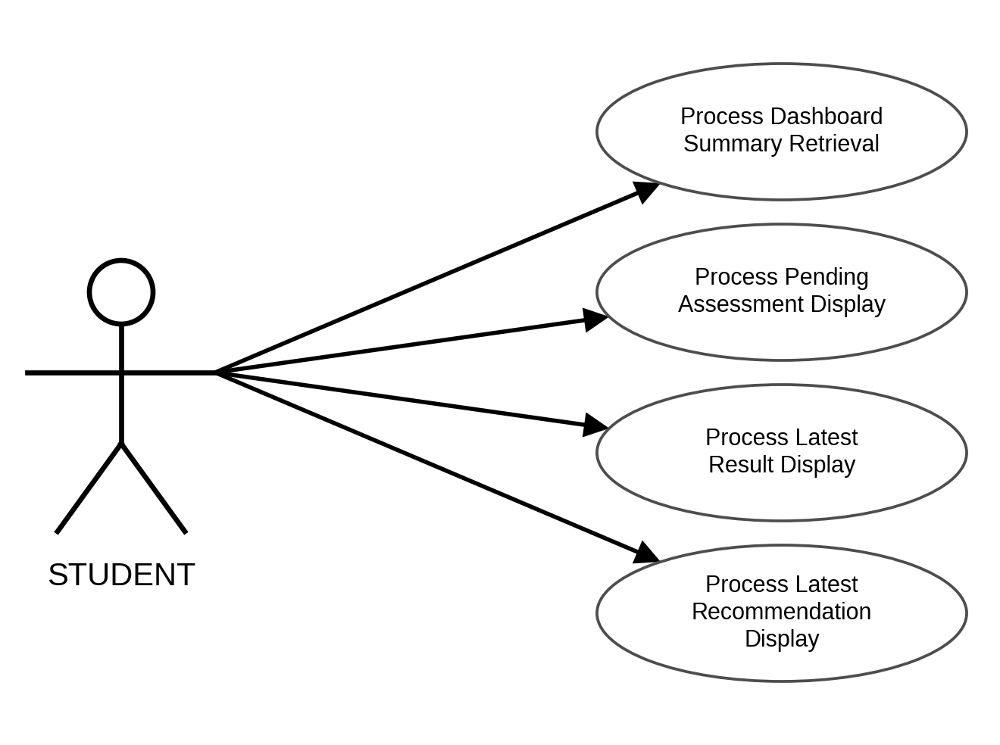 Process Dashboard
Summary Retrieval
Process Pending
Assessment Display
Process Latest
Result Display
Process Latest
Recommendation
Display
STUDENT